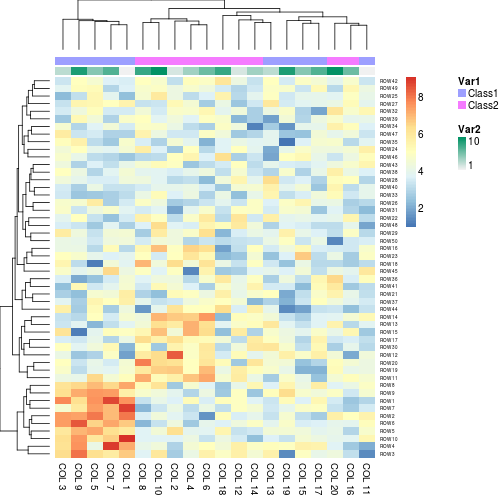 ROW42
ROW49
ROW25
ROW27
ROW32
ROW39
ROW34
ROW47
ROW35
ROW24
ROW46
ROW43
ROW38
ROW28
ROW40
ROW33
ROW26
ROW31
ROW22
ROW48
ROW29
ROW50
ROW16
ROW23
ROW18
ROW45
ROW36
ROW41
ROW21
ROW37
ROW44
ROW14
ROW13
ROW15
ROW17
ROW30
ROW12
ROW20
ROW19
ROW11
ROW8
ROW9
ROW1
ROW7
ROW2
ROW6
ROW5
ROW10
ROW4
ROW3
COL 3
COL 9
COL 5
COL 7
COL 1
COL 8
COL 10
COL 2
COL 4
COL 6
COL 18
COL 12
COL 14
COL 13
COL 19
COL 15
COL 17
COL 20
COL 16
COL 11
8
6
4
2
Var1
Class1
Class2
Var2
10
1